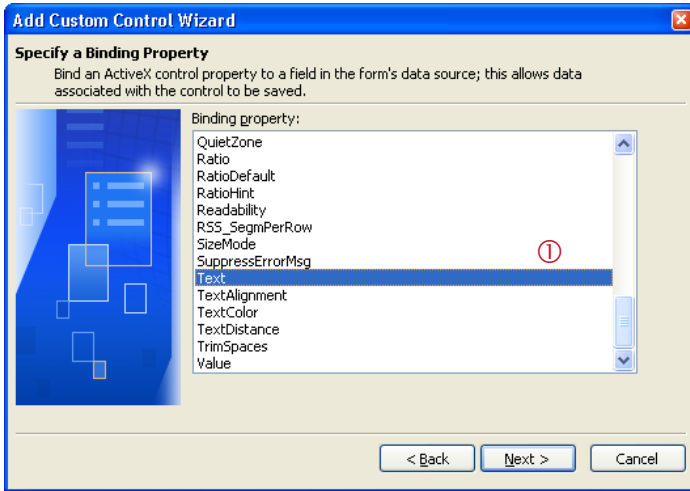 Add Custom Control Wizard
Specify a Binding Property
Bind an ActiveX control property to a field in the form's data source; this allows data
associated with the control to be saved.
Binding property:
QuietZone
Ratio
RatioDefault
RatioHint
Readability
RSS_SegmPerRow
SizeMode
SuppressErrorMsg
①
Text
TextAlignment
TextColor
TextDistance
TrimSpaces
Value
< Back
Next >
Cancel